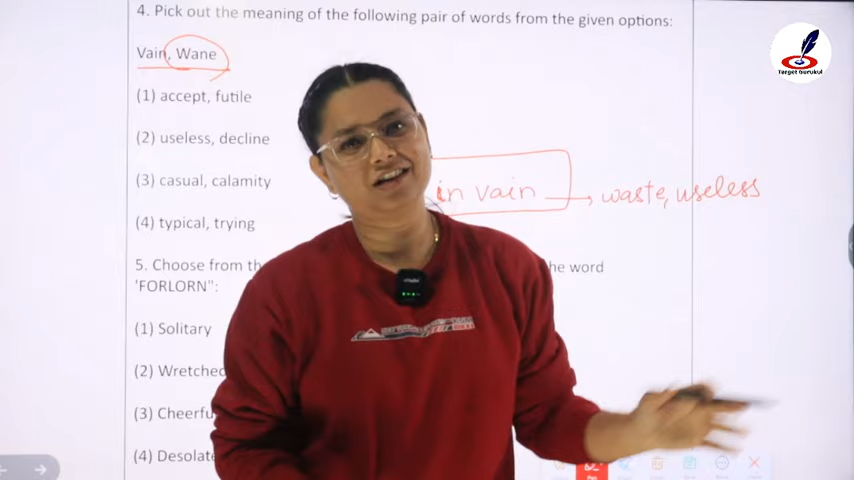 4. Pick out the meaning of the following pair of words from the given options:
Vain, Wane
(1) accept, futile
(2) useless, decline
(3) casual, calamity
(4) typical, trying
in vain → waste, useless
5. Choose from th he word
'FORLORN":
(1) Solitary
(2) Wretched
(3) Cheerfu
(4) Desolat
Target Gurukul